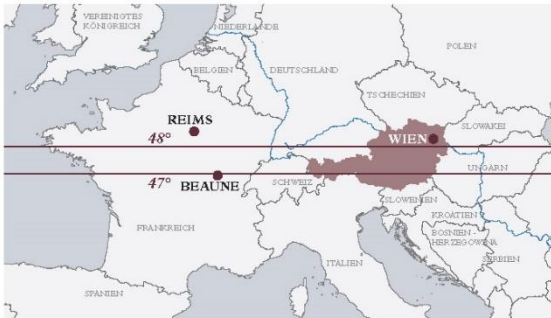 VEREINIGTES
KÖNIGREICH
NIEDERLANDE
POLEN
BELGIEN
DEUTSCHLAND
TSCHECHIEN
REIMS
48°
WIEN
SLOWAKEI
47°
BEAUNE
SCHWEIZ
UNGARN
SLOWENIEN
KROATIEN
FRANKREICH
BOSNIEN -
HERZEGOWINA
ITALIEN
SERBIEN
SPANIEN